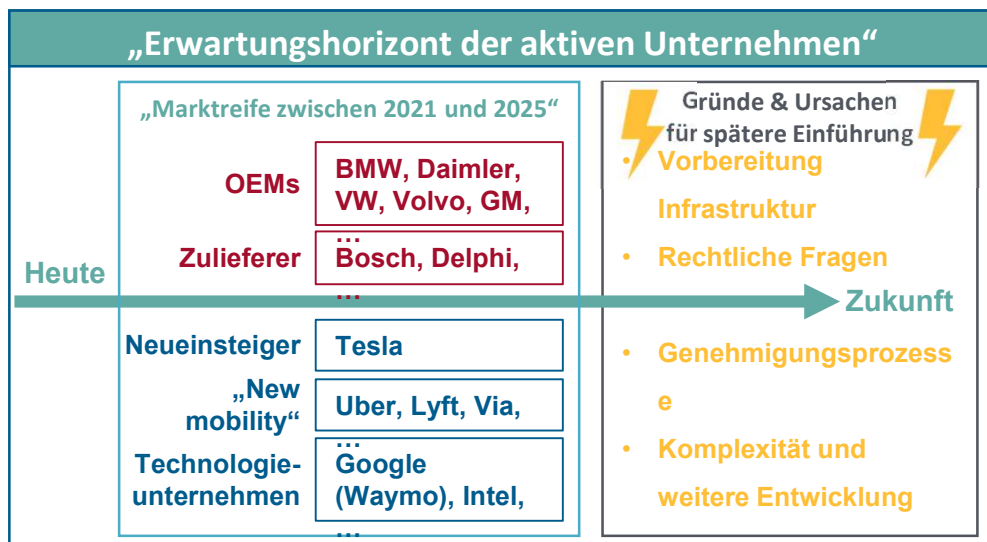 „Erwartungshorizont der aktiven Unternehmen“
„Marktreife zwischen 2021 und 2025“
OEMs
BMW, Daimler,
VW, Volvo, GM,
…
Zulieferer
Bosch, Delphi,
…
Heute
Zukunft
Neueinsteiger
Tesla
„New
mobility“
Uber, Lyft, Via,
…
Technologie-
unternehmen
Google
(Waymo), Intel,
…
Gründe & Ursachen
für spätere Einführung
• Vorbereitung
Infrastruktur
• Rechtliche Fragen
• Genehmigungsprozess
e
• Komplexität und
weitere Entwicklung